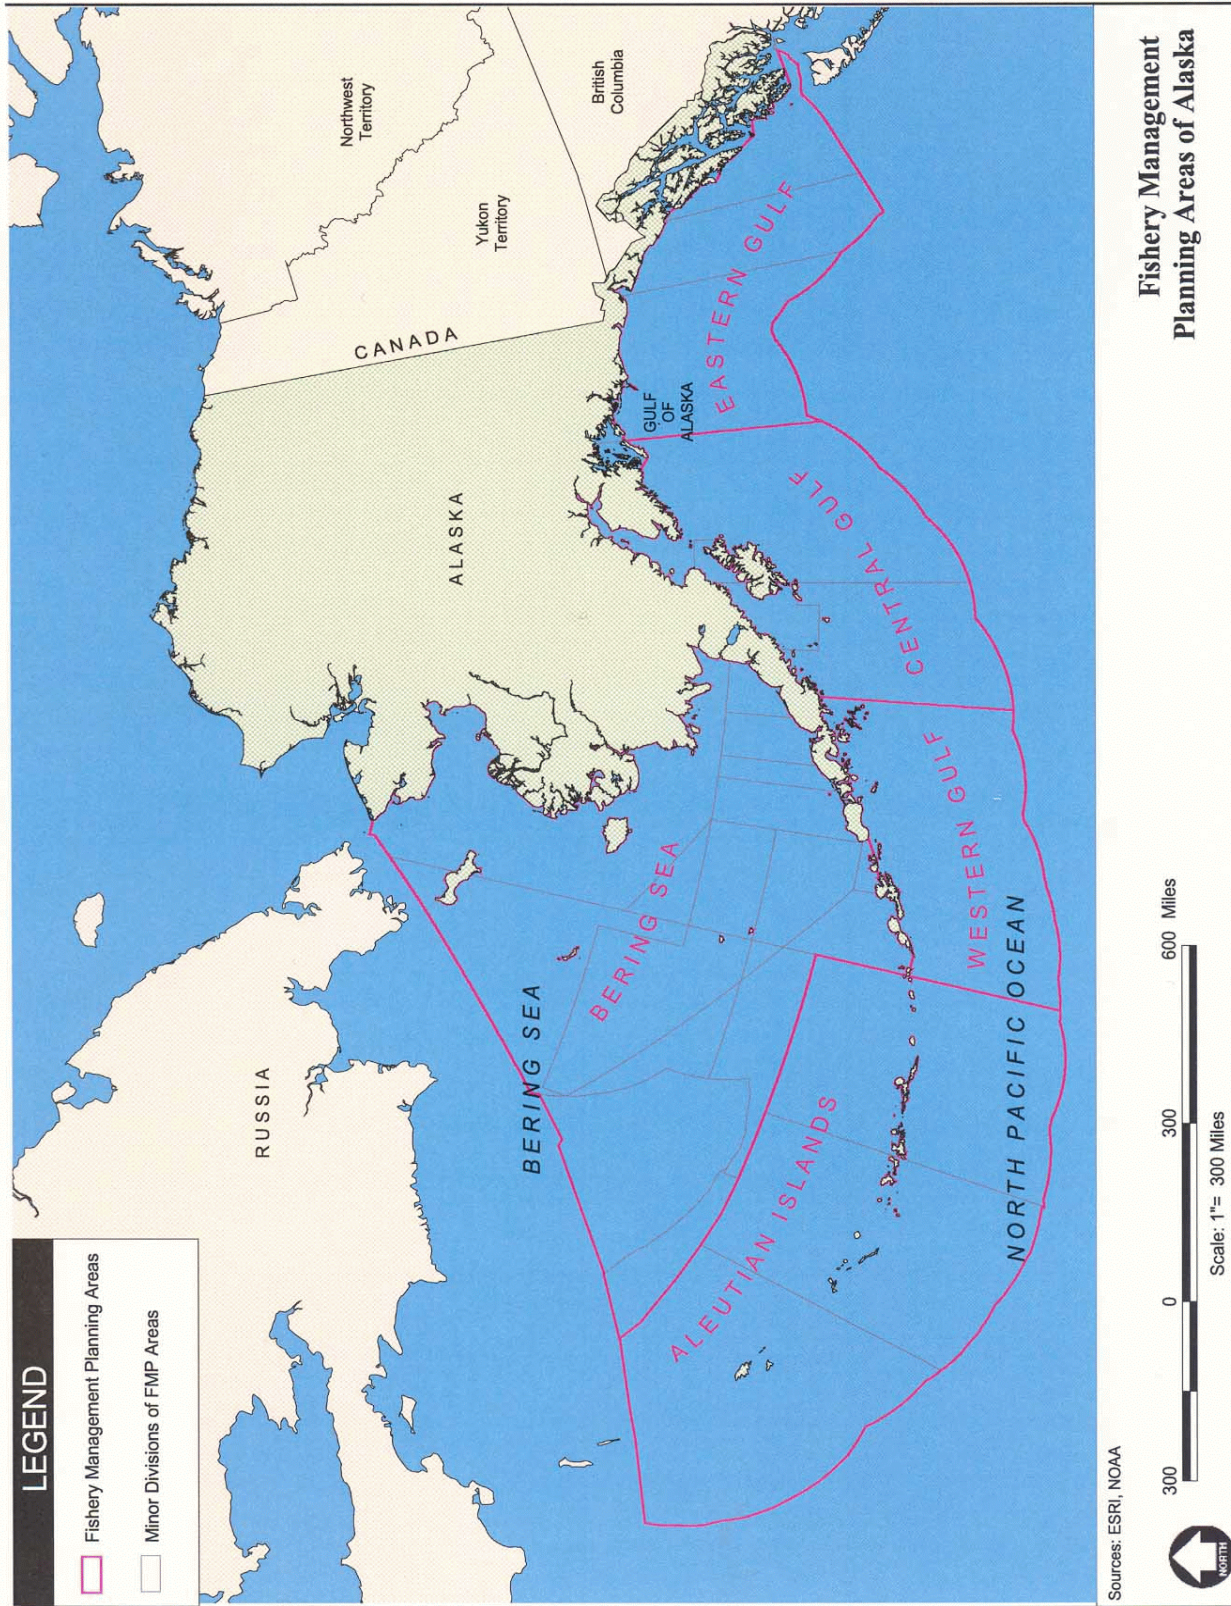 LEGEND
Fishery Management Planning Areas
Minor Divisions of FMP Areas
RUSSIA
BERING SEA
BERING SEA
ALEUTIAN ISLANDS
NORTH PACIFIC OCEAN
WESTERN GULF
CENTRAL GULF
EASTERN GULF
GULF
OF
ALASKA
ALASKA
CANADA
Yukon
Territory
Northwest
Territory
British
Columbia
Sources: ESRI, NOAA
NORTH
300 0 300 600 Miles
Scale: 1"= 300 Miles
Fishery Management
Planning Areas of Alaska